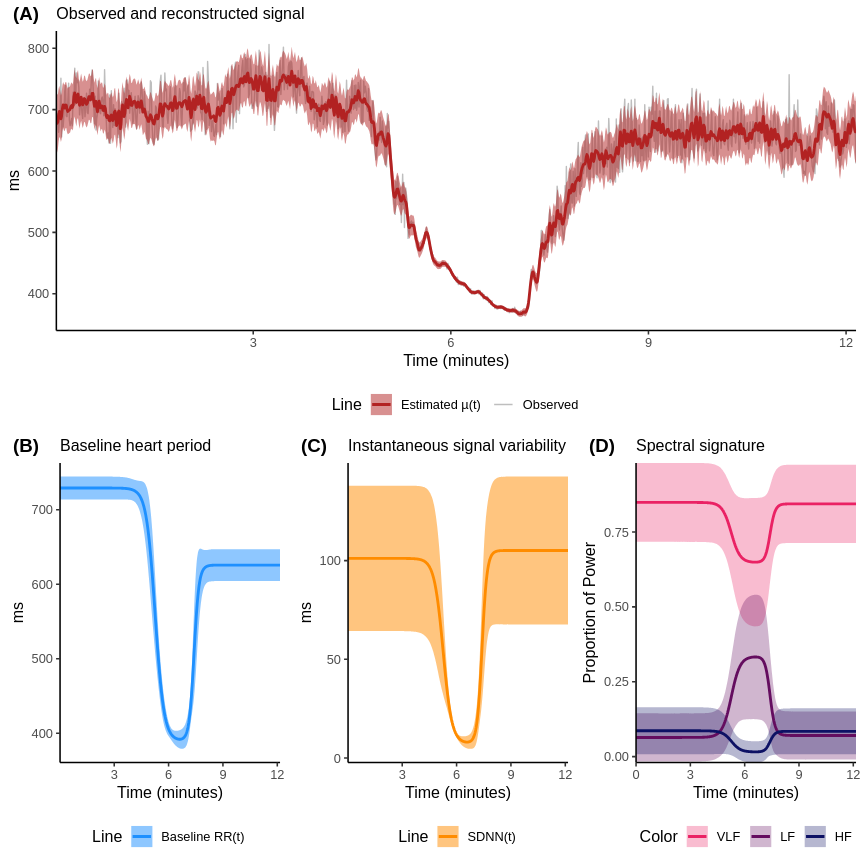 (A) Observed and reconstructed signal
800
700
600
500
400
ms
3 6 9 12
Time (minutes)
Line Estimated µ(t) Observed
(B) Baseline heart period
700
600
500
400
ms
3 6 9 12
Time (minutes)
Line Baseline RR(t)
(C) Instantaneous signal variability
100
50
0
ms
3 6 9 12
Time (minutes)
Line SDNN(t)
(D) Spectral signature
0.75
0.50
0.25
0.00
Proportion of Power
0 3 6 9 12
Time (minutes)
Color VLF LF HF